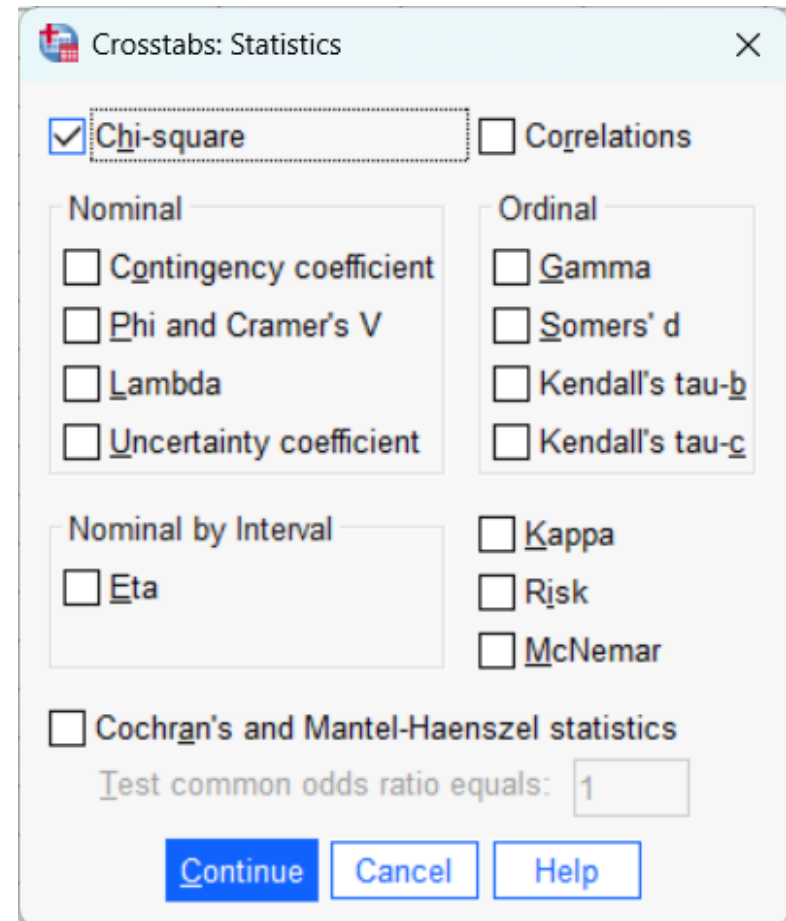 Crosstabs: Statistics
Chi-square
Correlations
Nominal
Contingency coefficient
Phi and Cramer's V
Lambda
Uncertainty coefficient
Ordinal
Gamma
Somers' d
Kendall's tau-b
Kendall's tau-c
Nominal by Interval
Eta
Kappa
Risk
McNemar
Cochran's and Mantel-Haenszel statistics
Test common odds ratio equals: 1
Continue Cancel Help